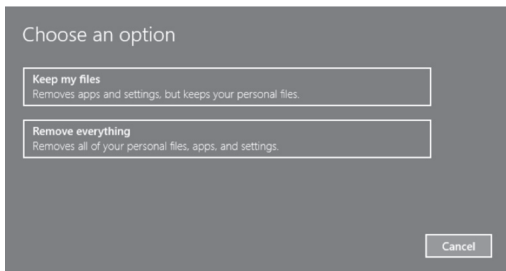 Choose an option
Keep my files
Removes apps and settings, but keeps your personal files.
Remove everything
Removes all of your personal files, apps, and settings.
Cancel